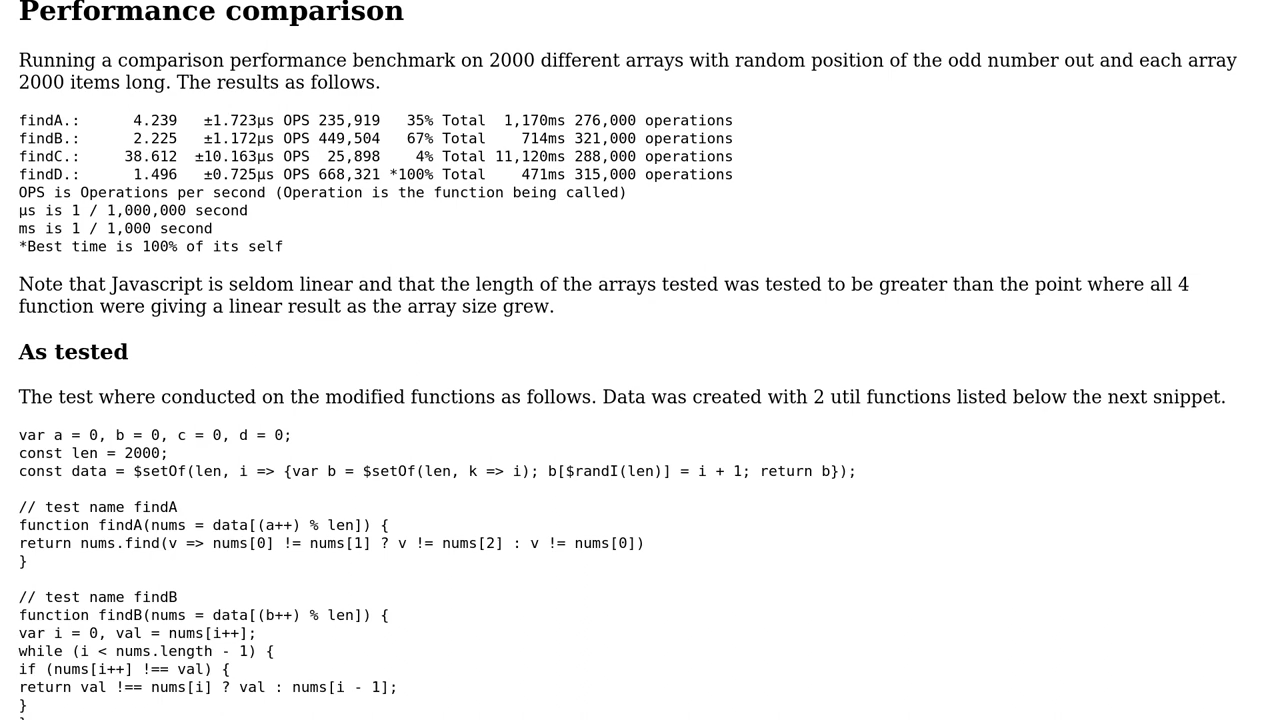 Performance comparison
Running a comparison performance benchmark on 2000 different arrays with random position of the odd number out and each array
2000 items long. The results as follows.
findA.:      4.239   ±1.723µs OPS 235,919   35% Total  1,170ms 276,000 operations
findB.:      2.225   ±1.172µs OPS 449,504   67% Total    714ms 321,000 operations
findC.:     38.612  ±10.163µs OPS  25,898    4% Total 11,120ms 288,000 operations
findD.:      1.496   ±0.725µs OPS 668,321 *100% Total    471ms 315,000 operations
OPS is Operations per second (Operation is the function being called)
µs is 1 / 1,000,000 second
ms is 1 / 1,000 second
*Best time is 100% of its self
Note that Javascript is seldom linear and that the length of the arrays tested was tested to be greater than the point where all 4
function were giving a linear result as the array size grew.
As tested
The test where conducted on the modified functions as follows. Data was created with 2 util functions listed below the next snippet.
var a = 0, b = 0, c = 0, d = 0;
const len = 2000;
const data = $setOf(len, i => {var b = $setOf(len, k => i); b[$randI(len)] = i + 1; return b});
// test name findA
function findA(nums = data[(a++) % len]) {
return nums.find(v => nums[0] != nums[1] ? v != nums[2] : v != nums[0])
}
// test name findB
function findB(nums = data[(b++) % len]) {
var i = 0, val = nums[i++];
while (i < nums.length - 1) {
if (nums[i++] !== val) {
return val !== nums[i] ? val : nums[i - 1];
}
}